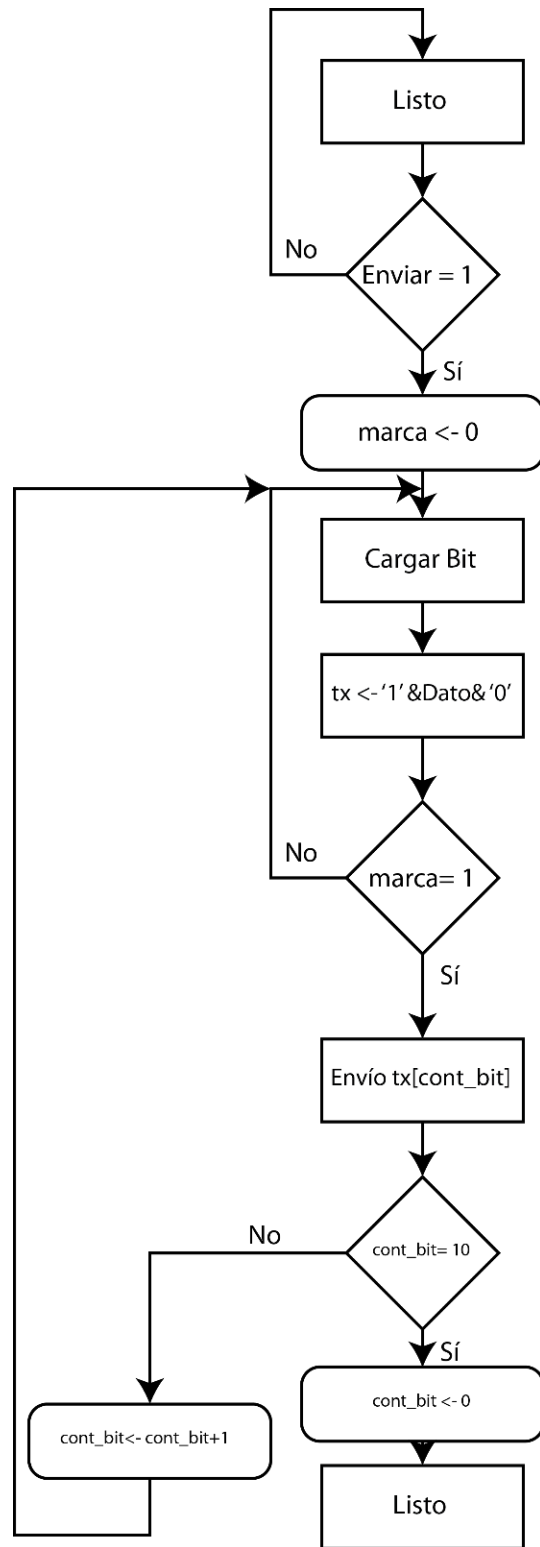 Listo
No
Enviar = 1
Sí
marca <- 0
Cargar Bit
tx <- ‘1’ &Dato& ‘0’
No
marca= 1
Sí
Envío tx[cont_bit]
No
cont_bit= 10
Sí
cont_bit <- 0
cont_bit<- cont_bit+1
Listo